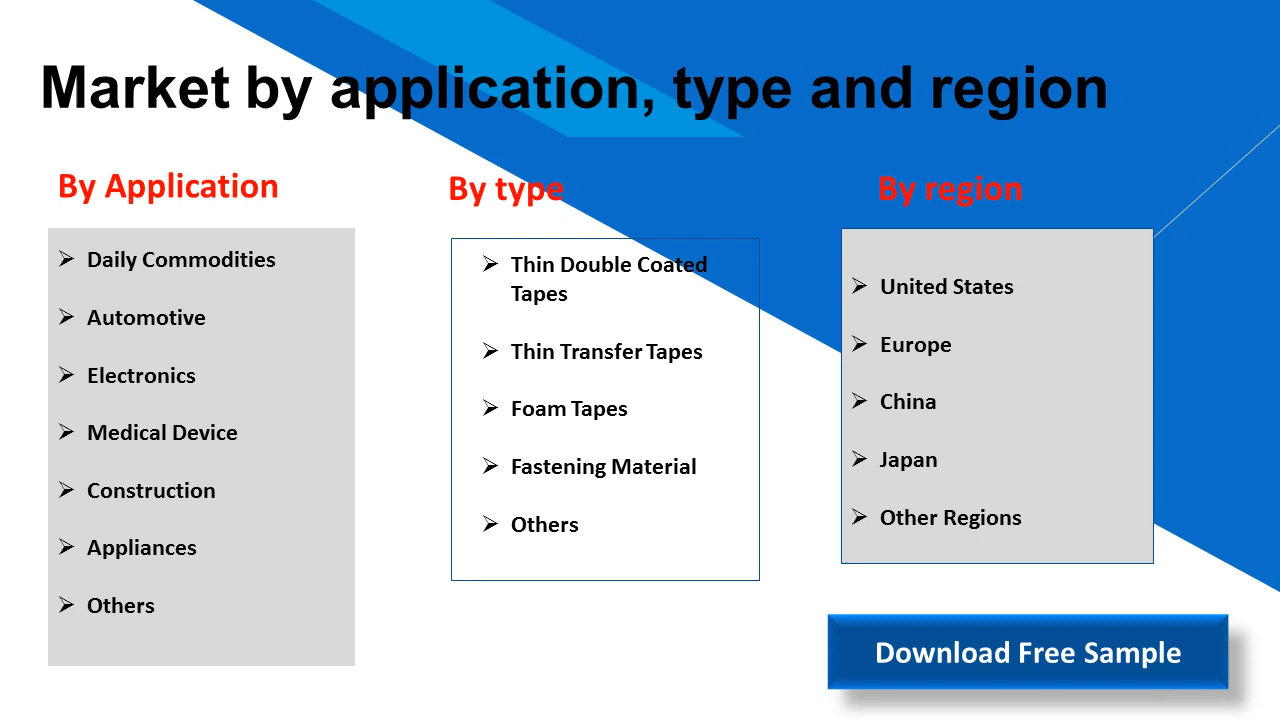 Market by application, type and region
By Application
Daily Commodities
Automotive
Electronics
Medical Device
Construction
Appliances
Others
By type
Thin Double Coated
Tapes
Thin Transfer Tapes
Foam Tapes
Fastening Material
Others
By region
United States
Europe
China
Japan
Other Regions
Download Free Sample